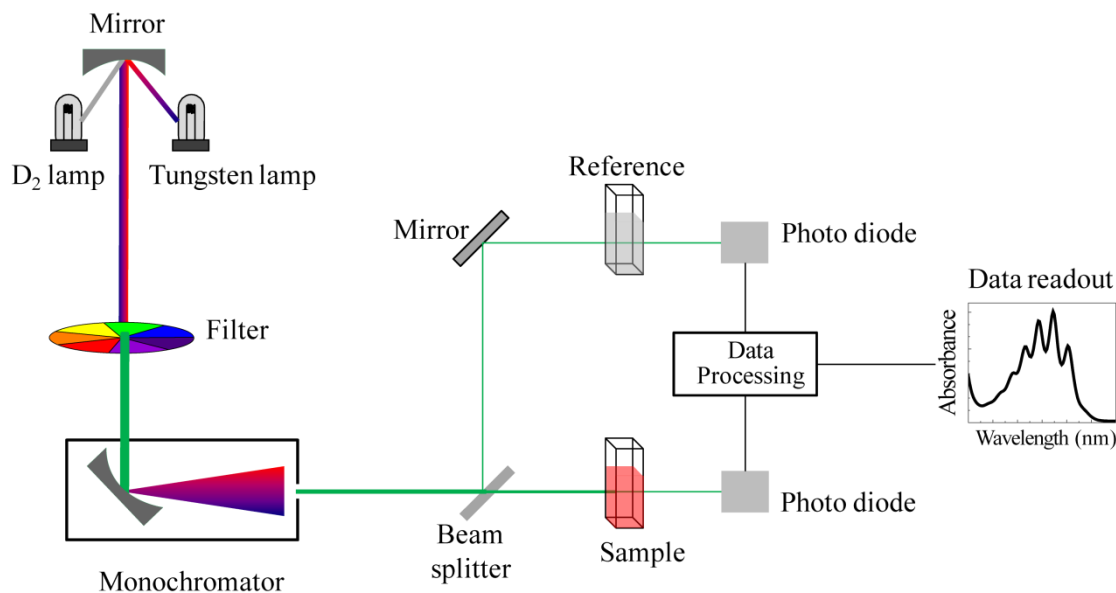 Mirror
D₂ lamp
Tungsten lamp
Filter
Monochromator
Mirror
Beam
splitter
Reference
Sample
Photo diode
Data
Processing
Photo diode
Data readout
Absorbance
Wavelength (nm)